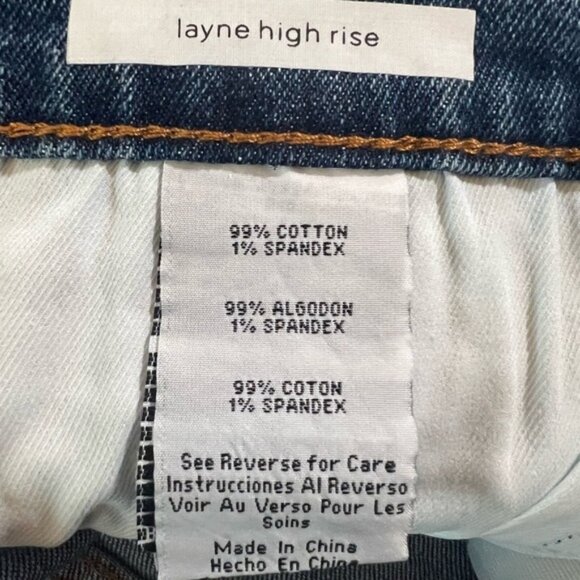 layne high rise
99% COTTON
1% SPANDEX
99% ALGODON
1% SPANDEX
99% COTON
1% SPANDEX
See Reverse for Care
Instrucciones Al Reverso
Voir Au Verso Pour Les
Soins
Made In China
Hecho En China